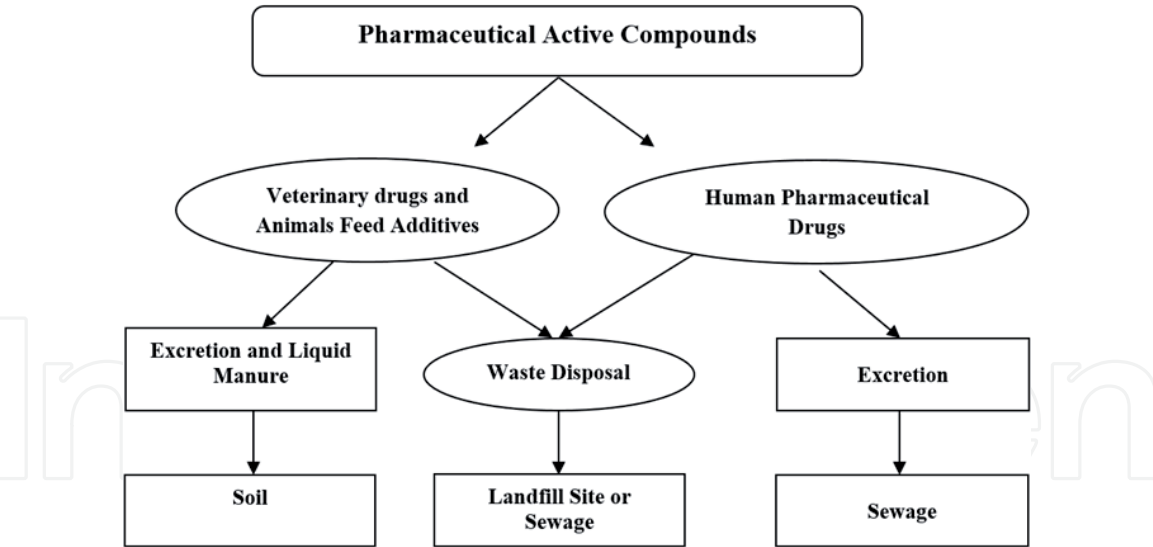 Pharmaceutical Active Compounds
Veterinary drugs and
Animals Feed Additives
Human Pharmaceutical
Drugs
Excretion and Liquid
Manure
Waste Disposal
Excretion
Soil
Landfill Site or
Sewage
Sewage